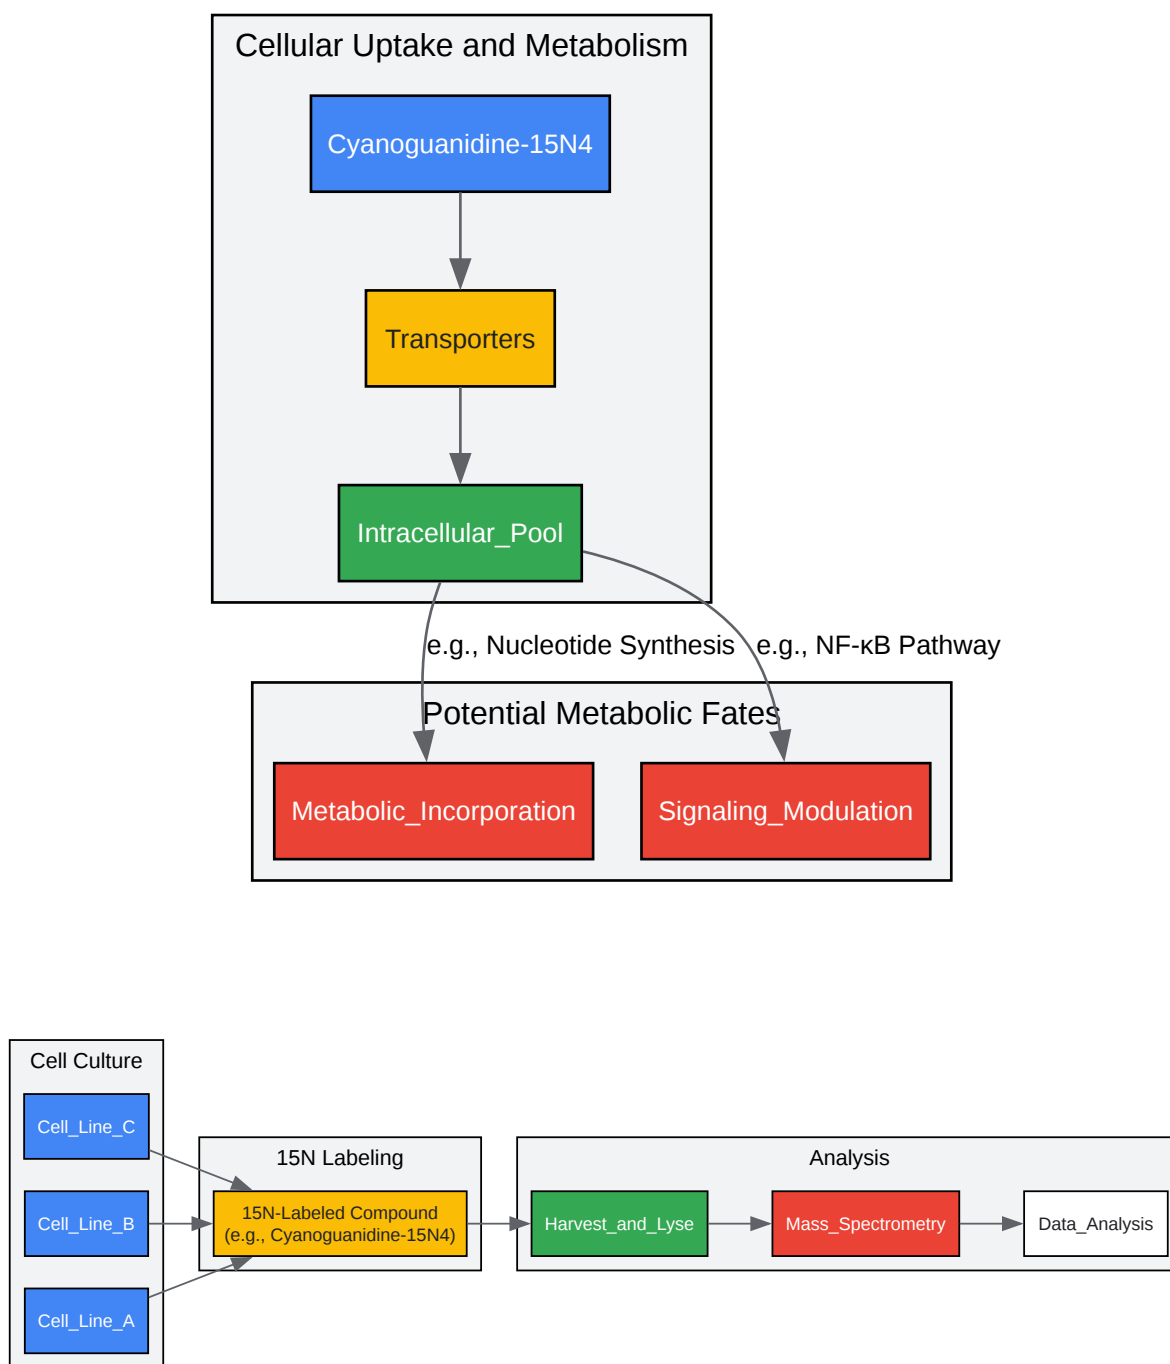 Cellular Uptake and Metabolism
Cyanoguanidine-15N4
Transporters
Intracellular_Pool
e.g., Nucleotide Synthesis
e.g., NF-κB Pathway
Potential Metabolic Fates
Metabolic_Incorporation
Signaling_Modulation
Cell Culture
Cell_Line_C
Cell_Line_B
Cell_Line_A
15N Labeling
15N-Labeled Compound
(e.g., Cyanoguanidine-15N4)
Analysis
Harvest_and_Lyse
Mass_Spectrometry
Data_Analysis